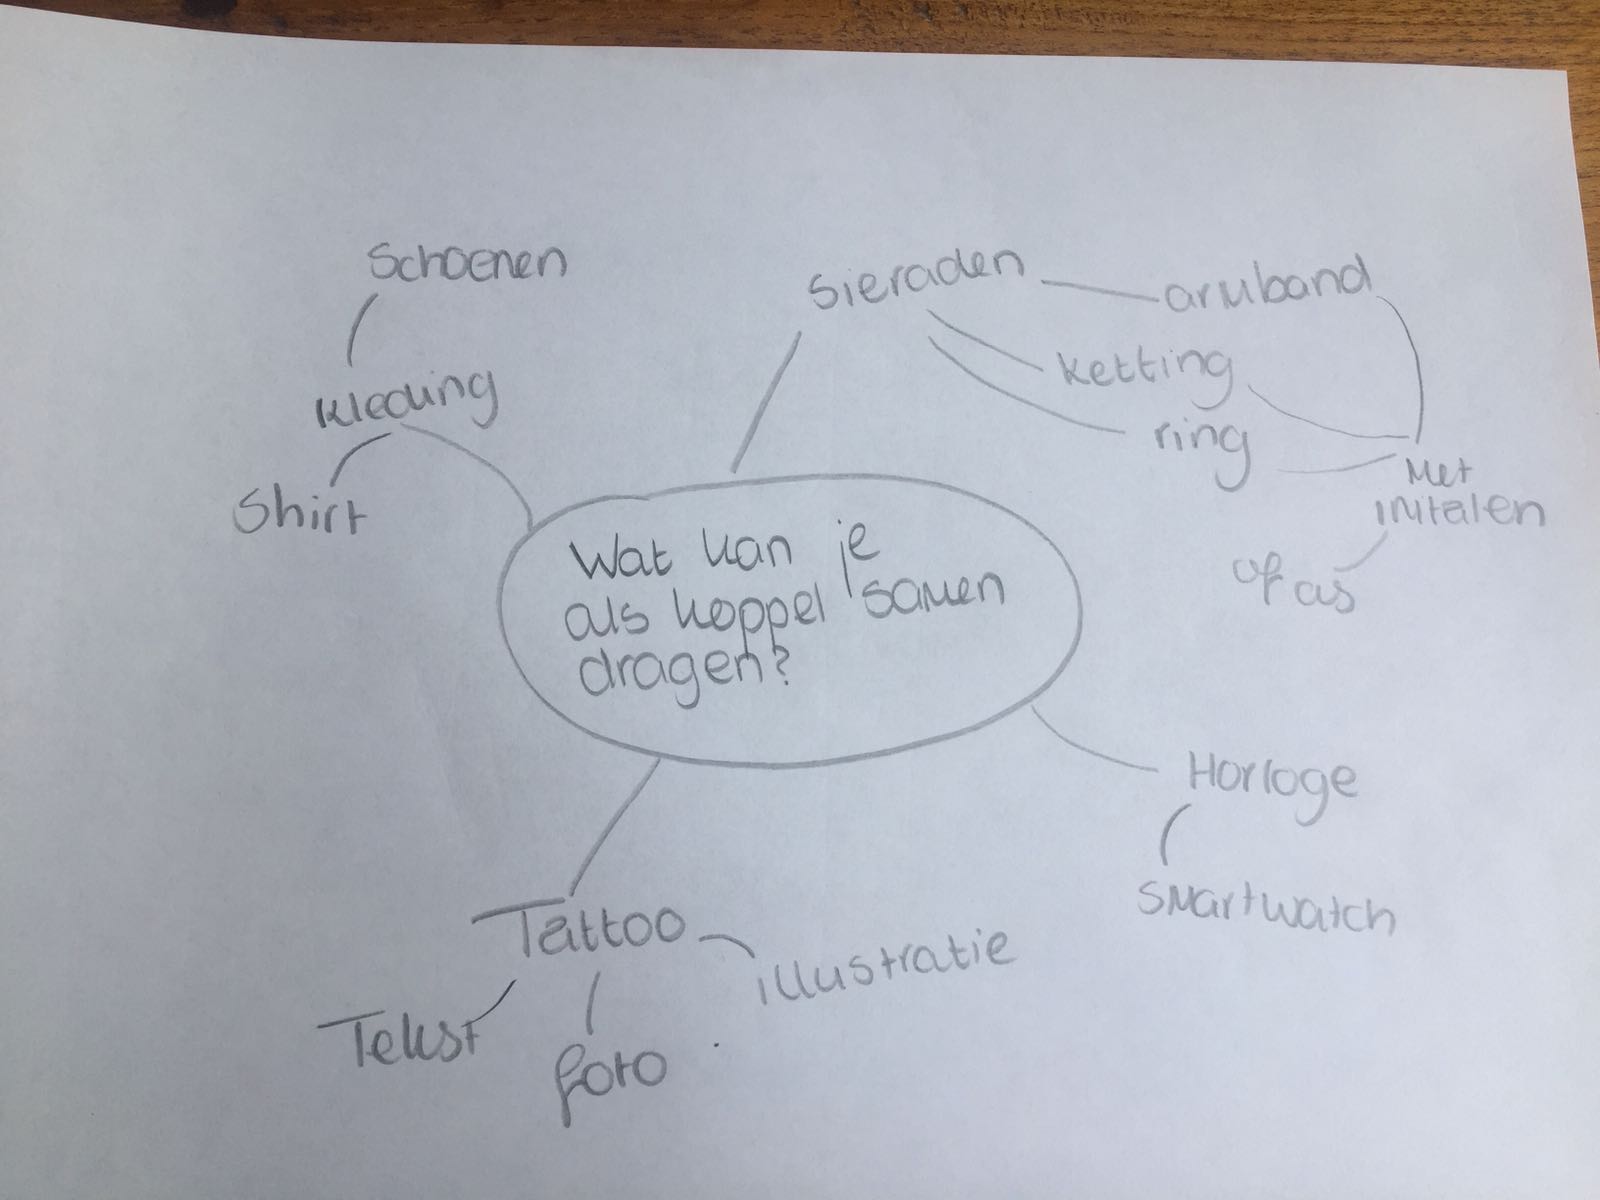 Schoenen
Kleding
Shirt
Sieraden
armband
ketting
ring
Met
initalen
of as
Wat kan je
als koppel samen
dragen?
Horloge
smartwatch
Tattoo
illustratie
Tekst
foto